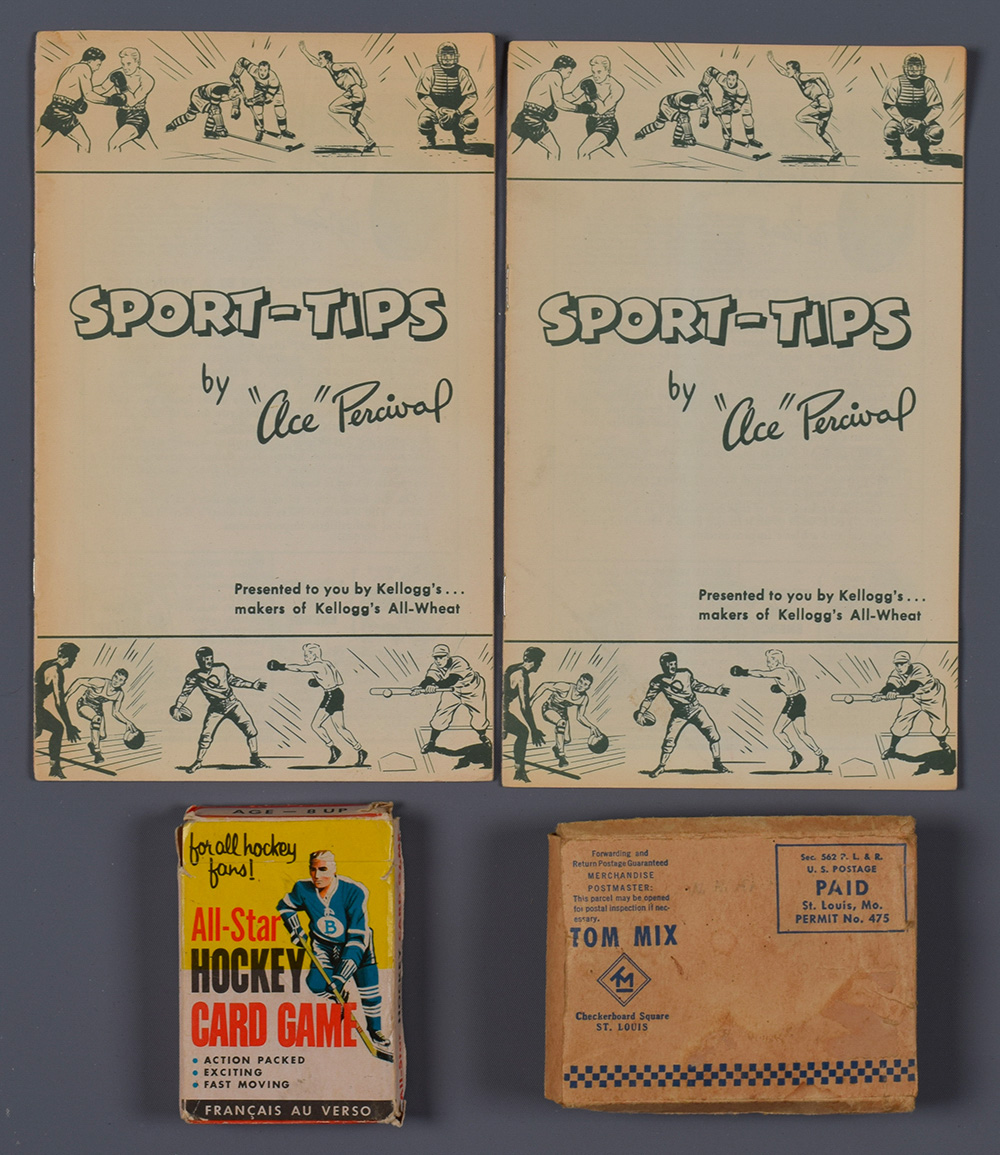 SPORT-TIPS
by "Ace" Percival
Presented to you by Kellogg's...
makers of Kellogg's All-Wheat
SPORT-TIPS
by "Ace" Percival
Presented to you by Kellogg's...
makers of Kellogg's All-Wheat
AGE - 8 UP
for all hockey
fans!
B
All-Star
HOCKEY
CARD GAME
• ACTION PACKED
• EXCITING
• FAST MOVING
FRANÇAIS AU VERSO
Forwarding and
Return Postage Guaranteed
MERCHANDISE
POSTMASTER:
This parcel may be opened
for postal inspection if nec-
essary.
TOM MIX
TM
Checkerboard Square
ST. LOUIS
Sec. 562 P. L. & R.
U. S. POSTAGE
PAID
St. Louis, Mo.
PERMIT No. 475